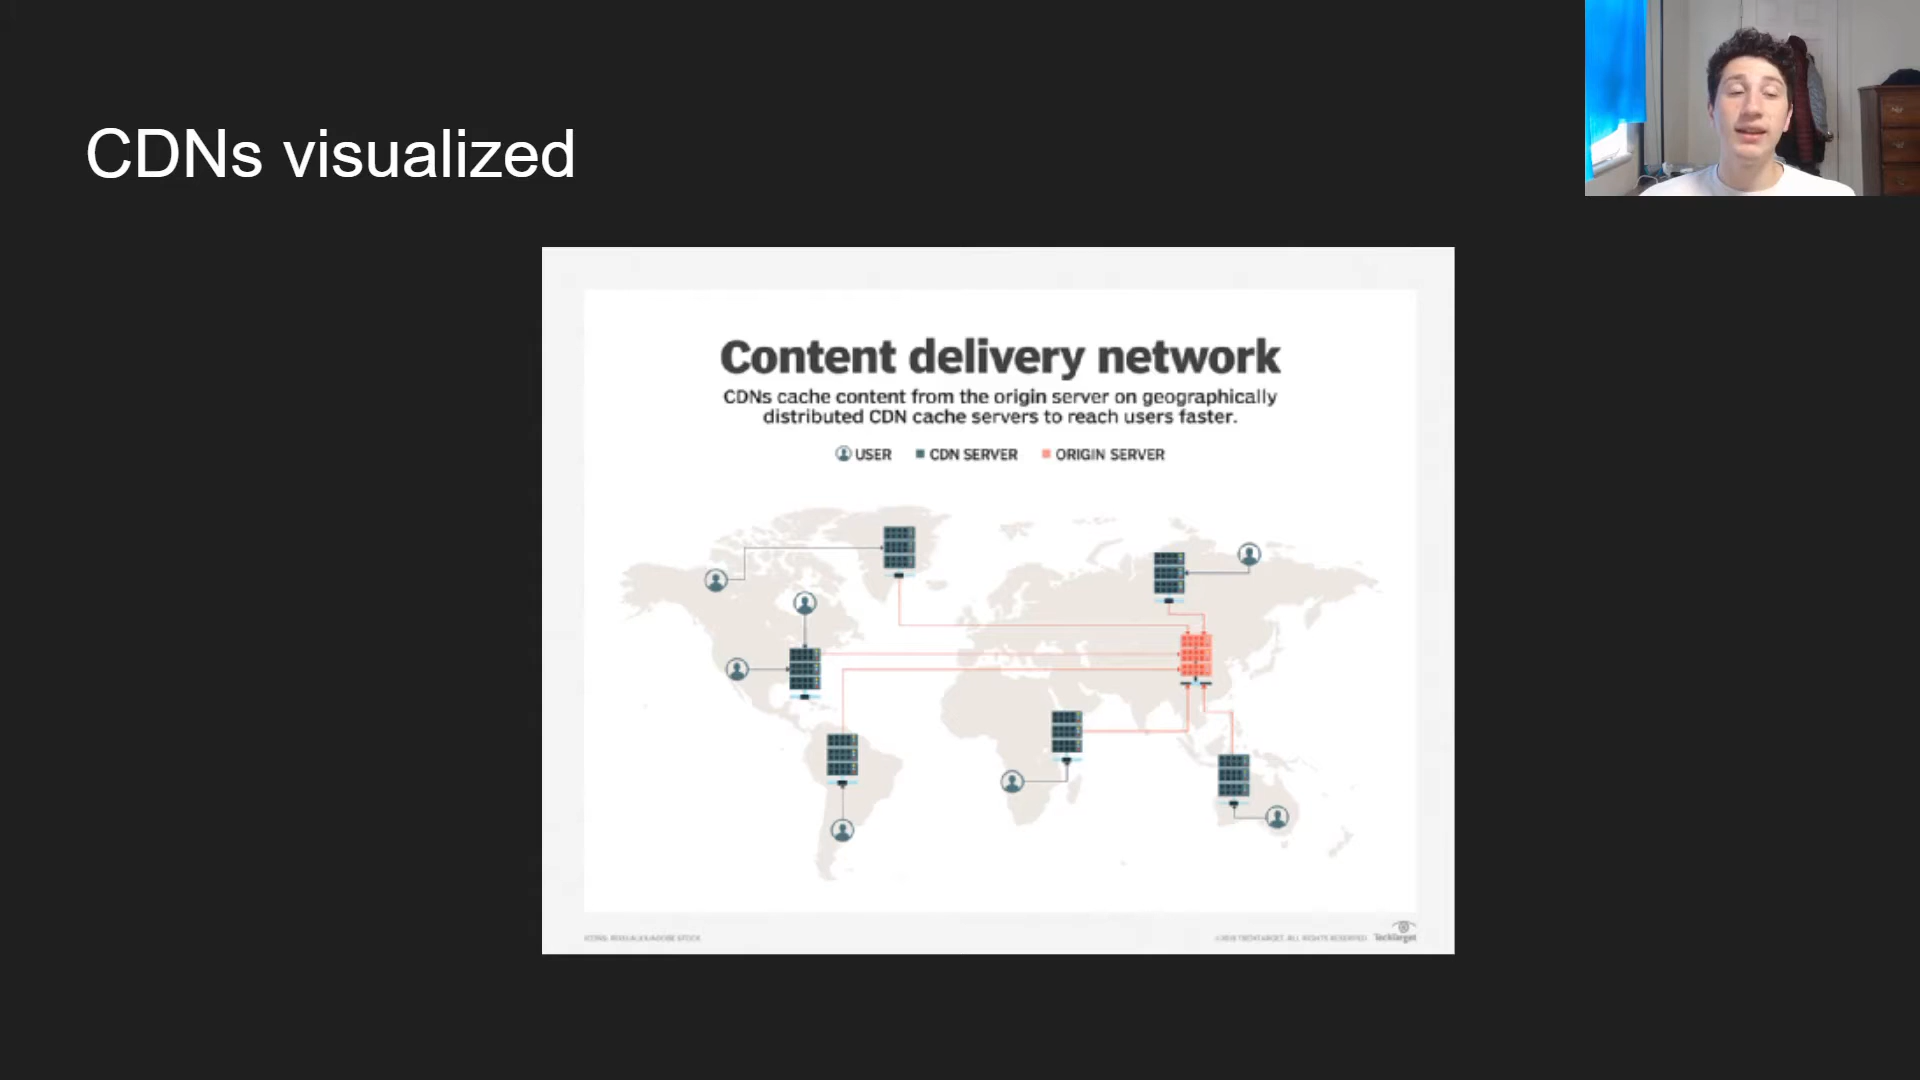 CDNs visualized
Content delivery network
CDNs cache content from the origin server on geographically
distributed CDN cache servers to reach users faster.
USER CDN SERVER ORIGIN SERVER
TechTarget